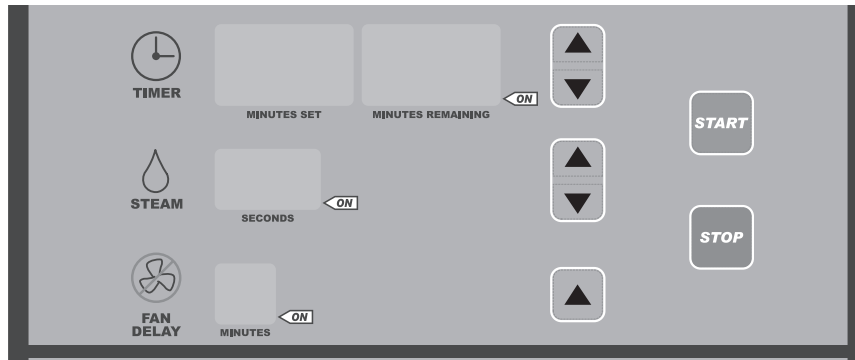 TIMER
MINUTES SET
MINUTES REMAINING
ON
STEAM
SECONDS
ON
FAN
DELAY
MINUTES
ON
START
STOP